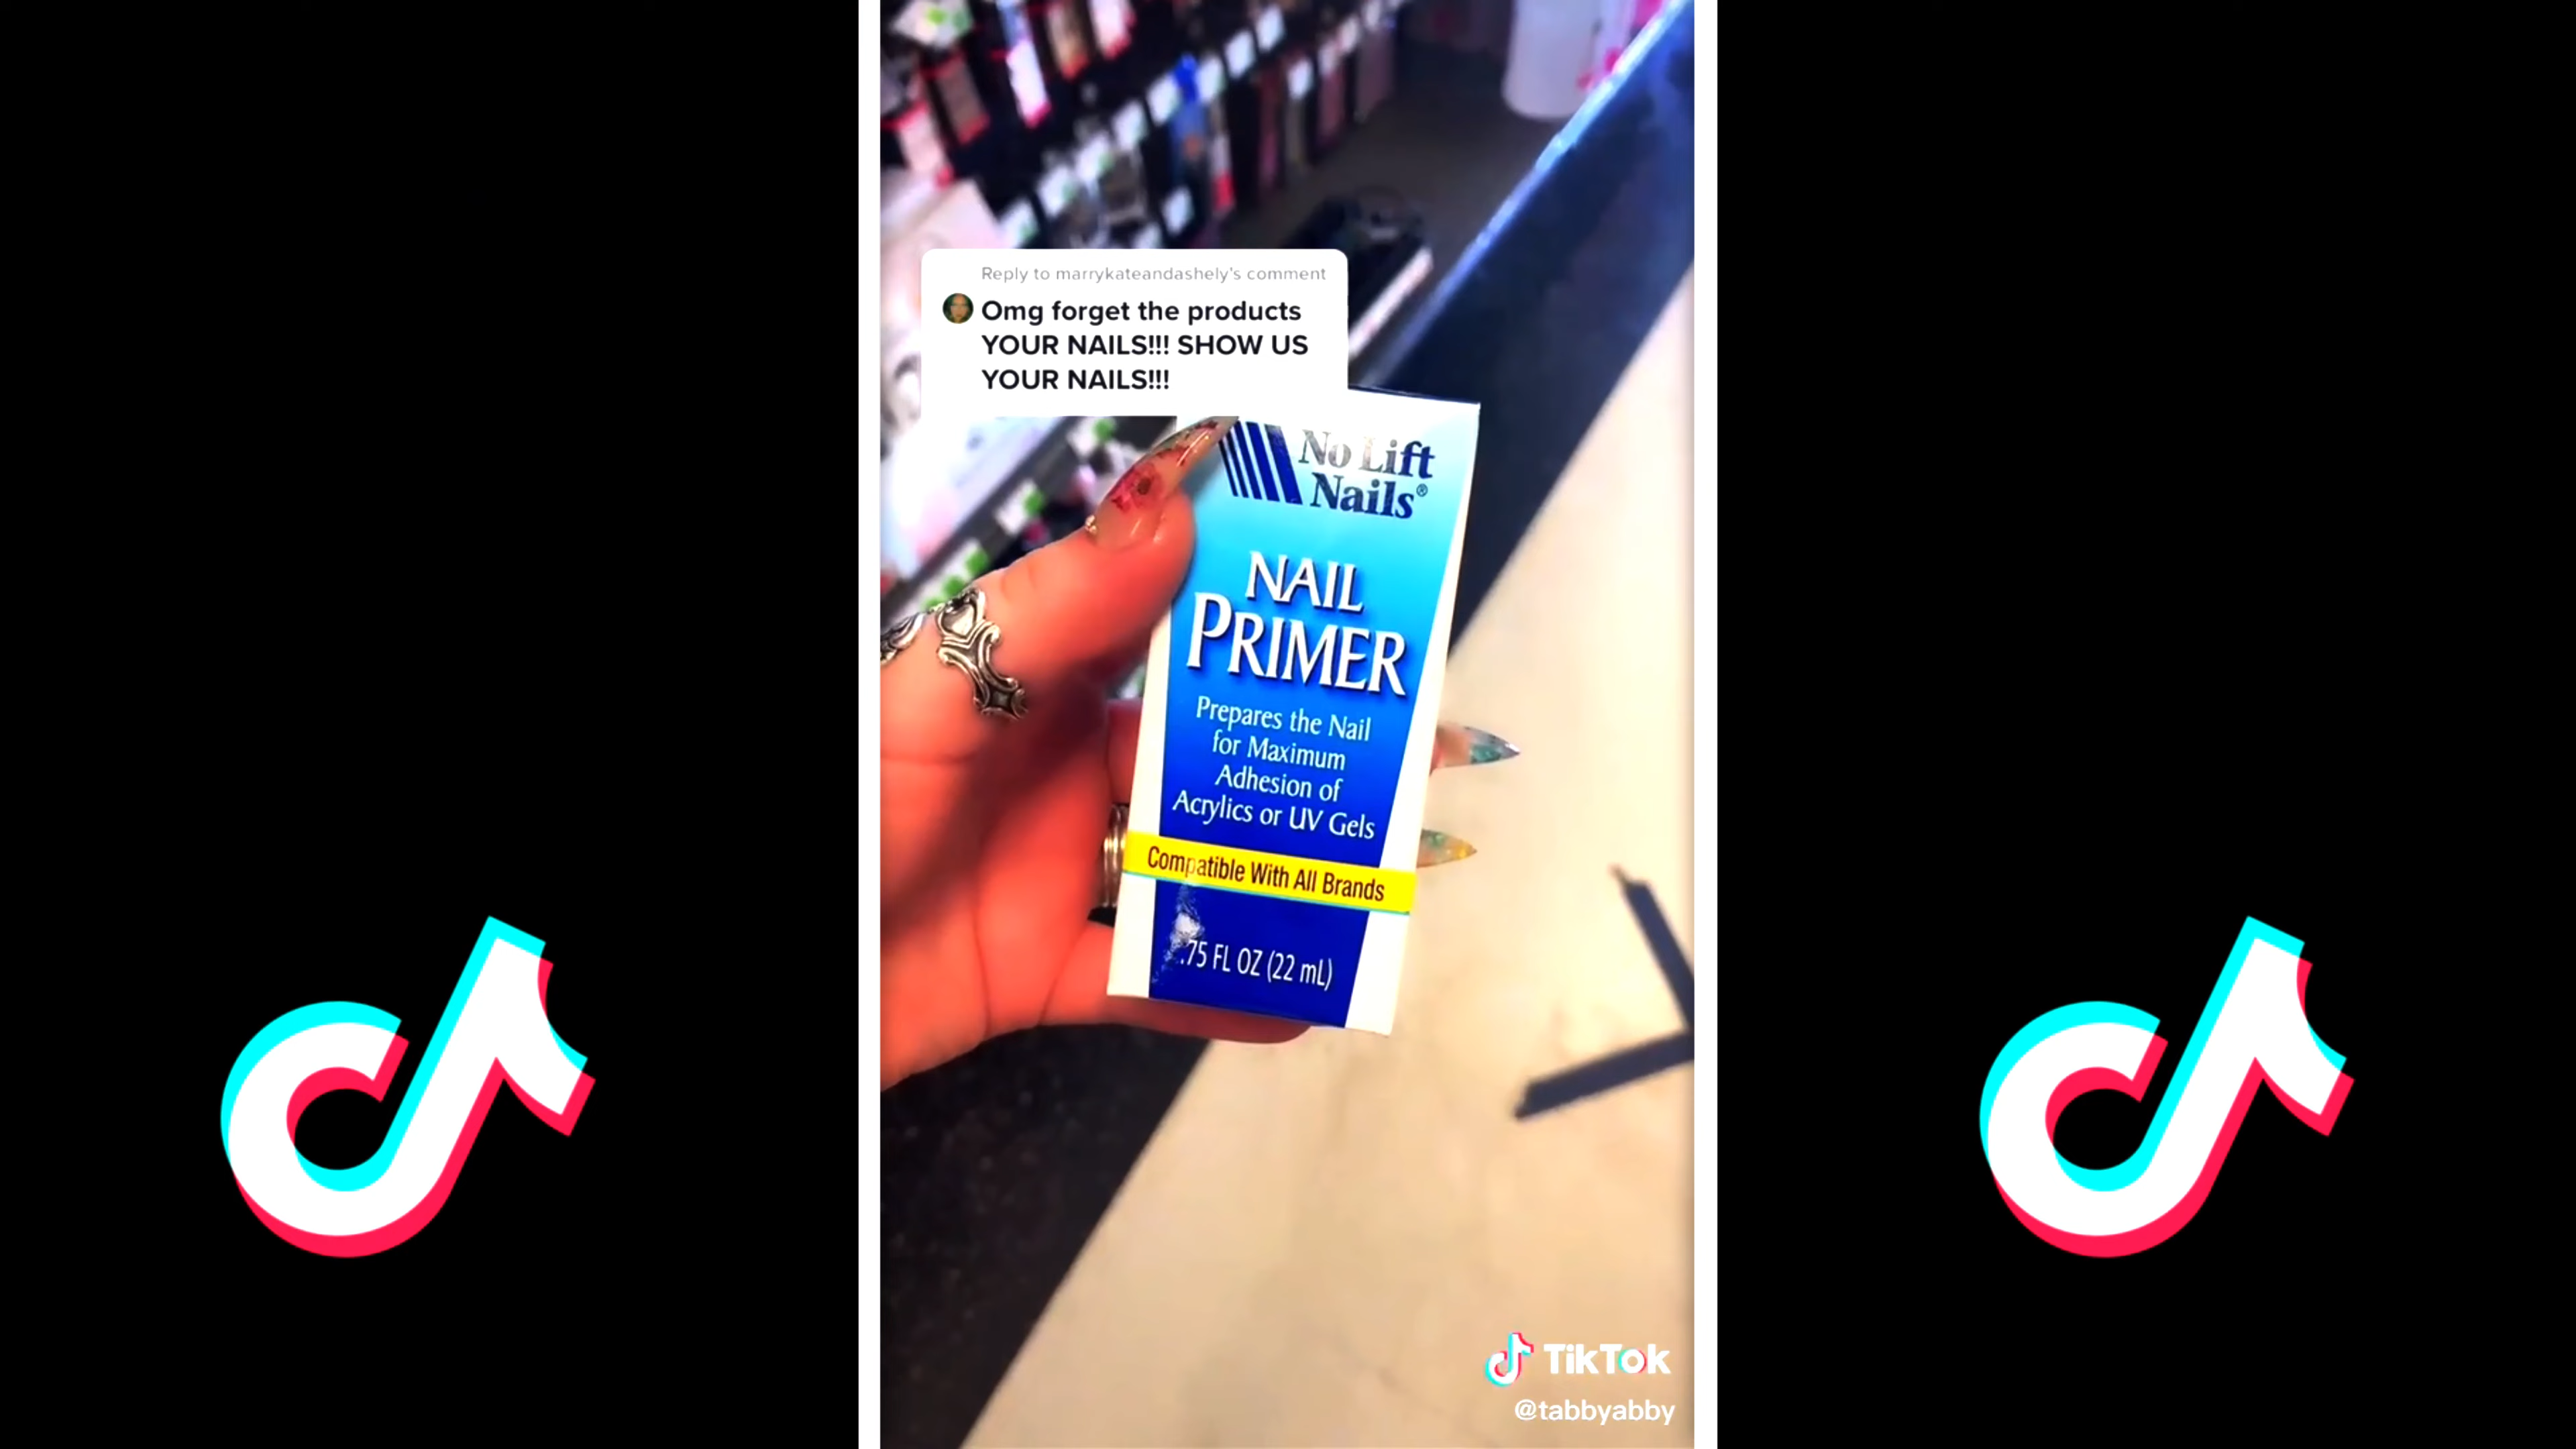 Reply to marrykateandashely's comment
Omg forget the products
YOUR NAILS!!! SHOW US
YOUR NAILS!!!
No Lift
Nails®
NAIL
PRIMER
Prepares the Nail
for Maximum
Adhesion of
Acrylics or UV Gels
Compatible With All Brands
.75 FL OZ (22 mL)
TikTok
@tabbyabby